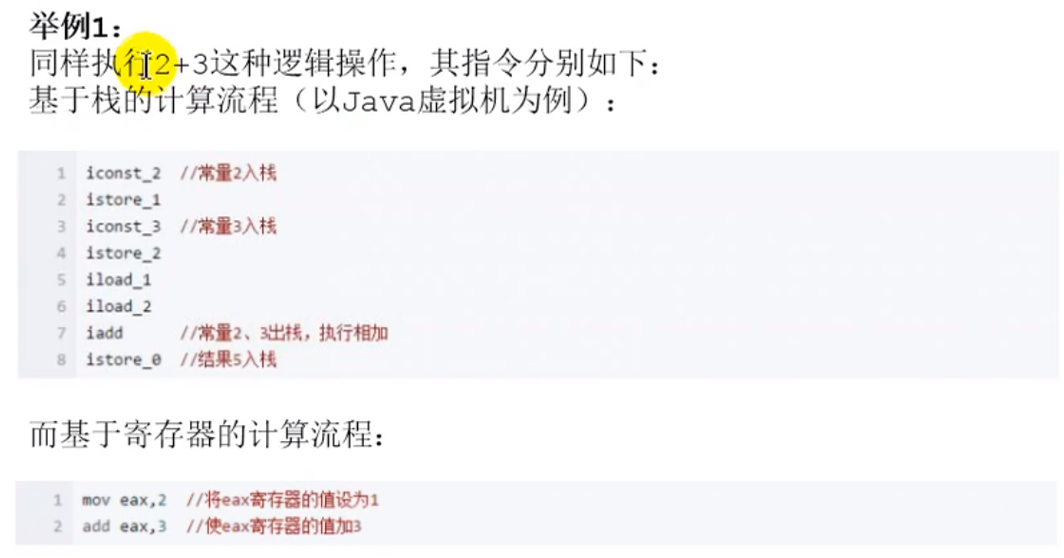 举例1:
同样执行2+3这种逻辑操作，其指令分别如下:
基于栈的计算流程（以Java虚拟机为例）:
1 iconst_2 //常量2入栈
2 istore_1
3 iconst_3 //常量3入栈
4 istore_2
5 iload_1
6 iload_2
7 iadd //常量2、3出栈，执行相加
8 istore_0 //结果5入栈
而基于寄存器的计算流程:
1 mov eax,2 //将eax寄存器的值设为1
2 add eax,3 //使eax寄存器的值加3